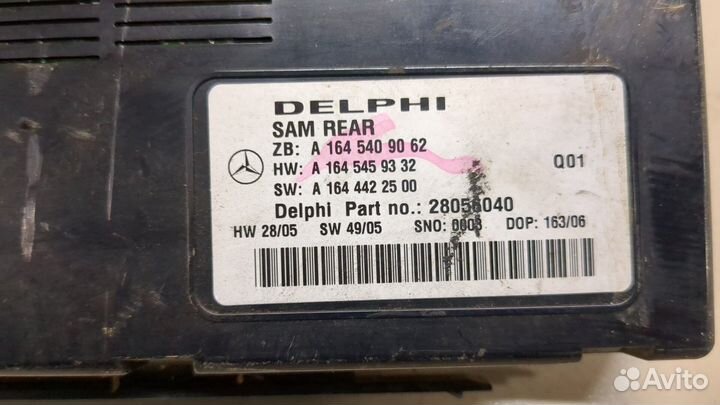 DELPHI
SAM REAR
ZB: A 164 540 90 62
HW: A 164 545 93 32
SW: A 164 442 25 00
Q01
Delphi Part no.: 28056040
HW 28/05 SW 49/05 SNO: 0003 DOP: 163/06
Avito